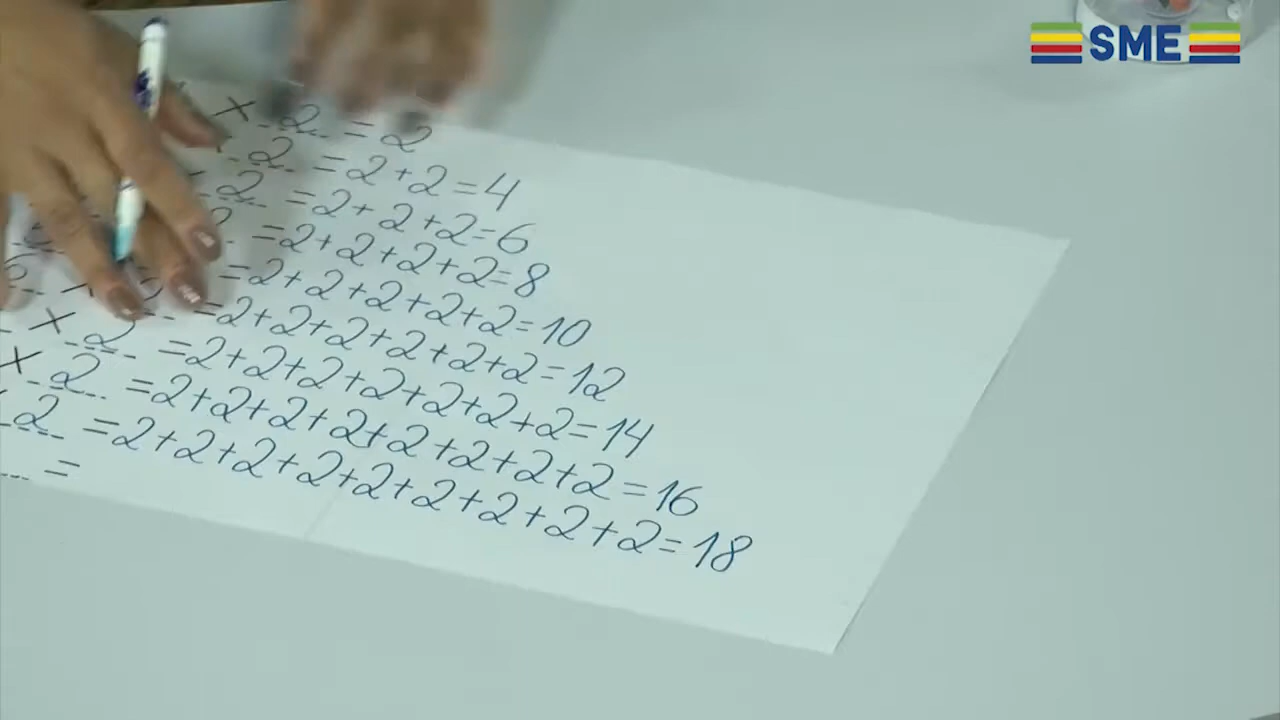 SME
x 2 = 2
2 = 2+2=4
2 = 2+2+2=6
=2+2+2+2=8
=2+2+2+2+2=10
=2+2+2+2+2+2=12
x 2 =2+2+2+2+2+2+2=14
x 2 =2+2+2+2+2+2+2+2=16
2 =2+2+2+2+2+2+2+2+2=18
=